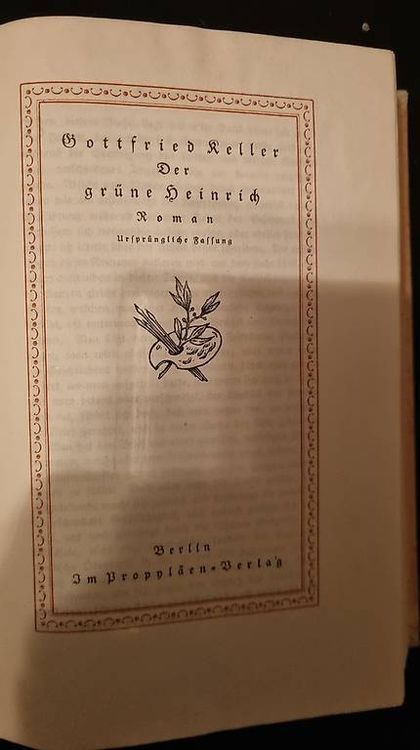 Gottfried Keller
Der
grüne Heinrich
Roman
Ursprüngliche Fassung
Berlin
Im Propyläen-Verlag